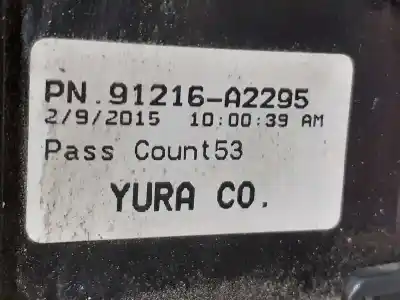 PN.91216-A2295
2/9/2015 10:00:39 AM
Pass Count53
YURA CO.